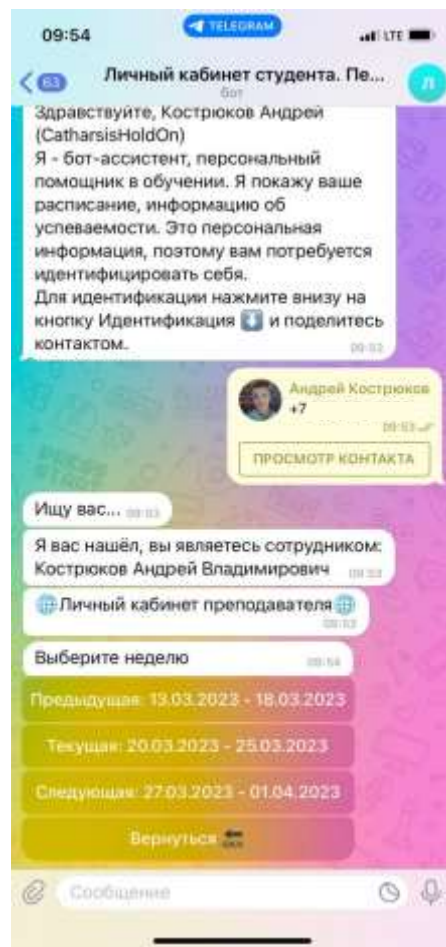 09:54
TELEGRAM
LTE
63
Личный кабинет студента. Пе...
бот
Л
Здравствуйте, Кострюков Андрей
(CatharsisHoldOn)
Я - бот-ассистент, персональный
помощник в обучении. Я покажу ваше
расписание, информацию об
успеваемости. Это персональная
информация, поэтому вам потребуется
идентифицировать себя.
Для идентификации нажмите внизу на
кнопку Идентификация ⬇️ и поделитесь
контактом.
09:53
Андрей Кострюков
+7
09:53
ПРОСМОТР КОНТАКТА
Ищу вас... 09:53
Я вас нашёл, вы являетесь сотрудником:
Кострюков Андрей Владимирович 09:53
🌐Личный кабинет преподавателя🌐
09:53
Выберите неделю 09:54
Предыдущая: 13.03.2023 - 18.03.2023
Текущая: 20.03.2023 - 25.03.2023
Следующая: 27.03.2023 - 01.04.2023
Вернуться 🔙
Сообщение